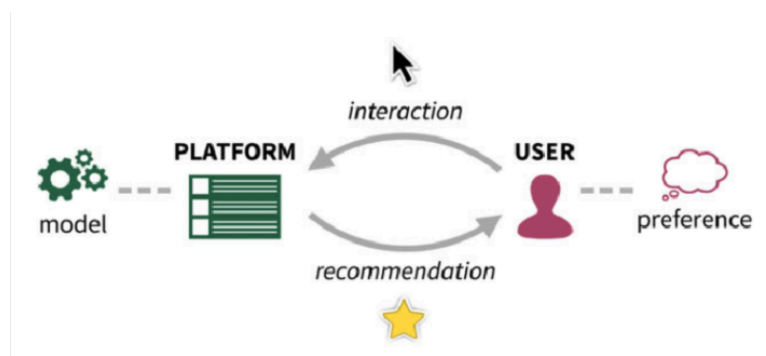 interaction
PLATFORM
USER
model
preference
recommendation